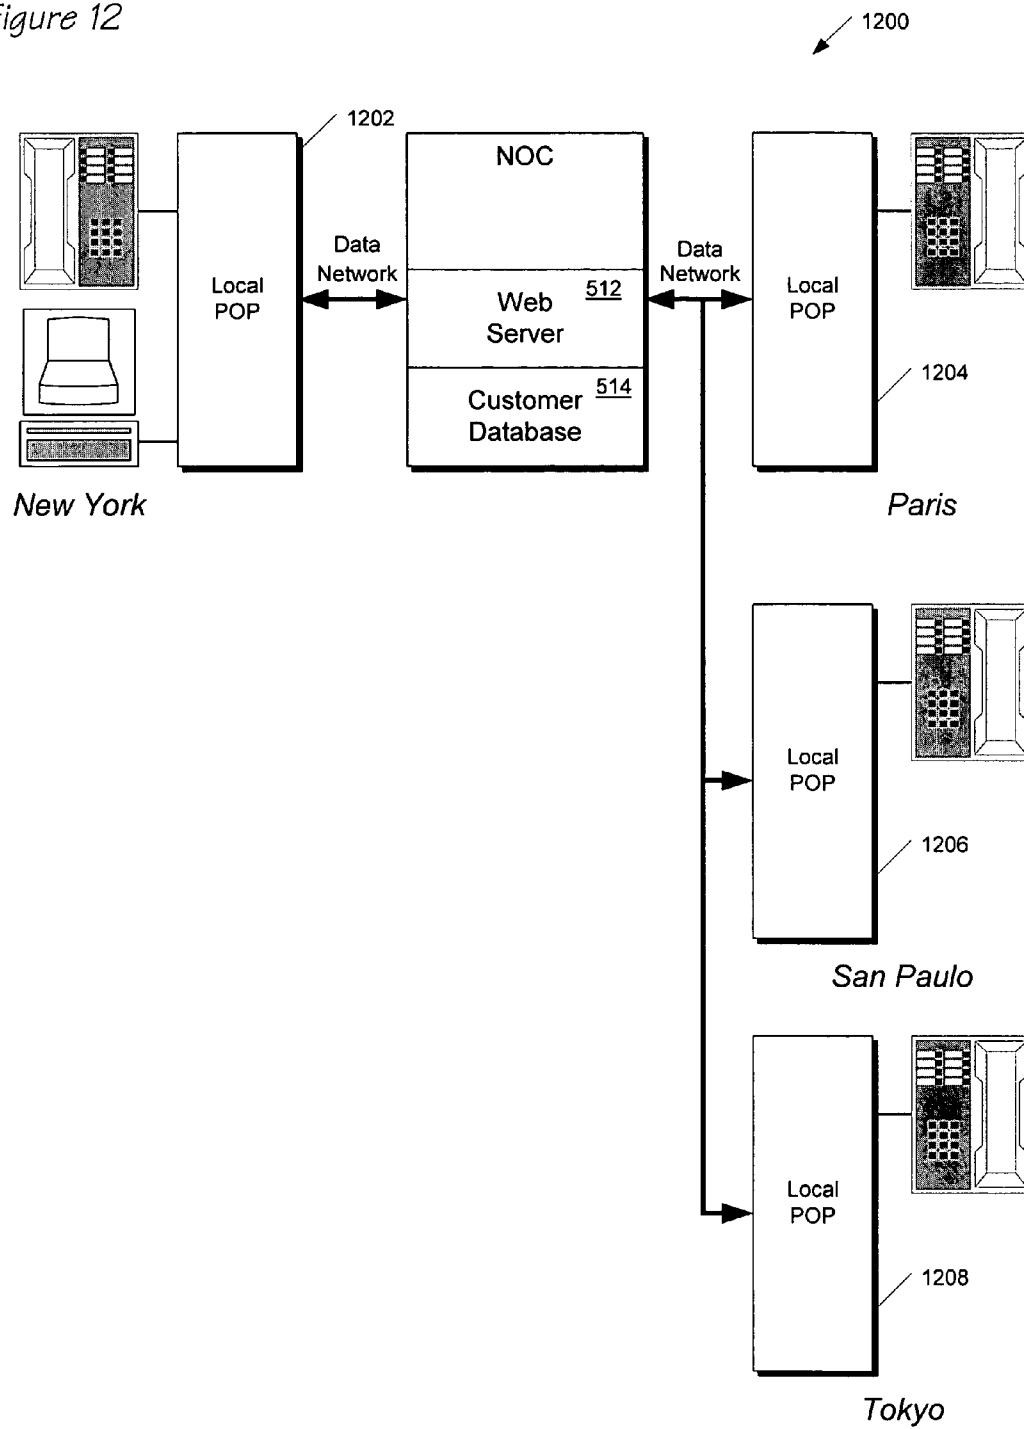 igure 12
1200
1202
NOC
Local
POP
Data
Network
512
Web
Server
514
Customer
Database
Data
Network
Local
POP
1204
New York
Paris
Local
POP
1206
San Paulo
Local
POP
1208
Tokyo